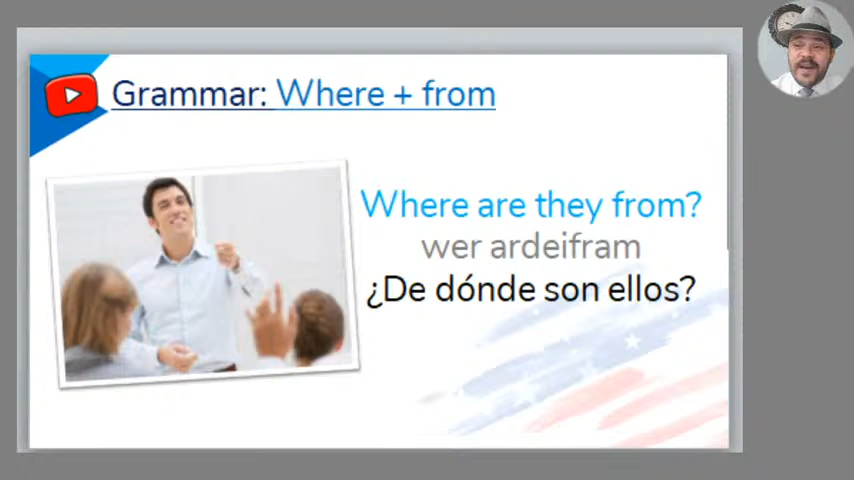 Grammar: Where + from
Where are they from?
wer ardeifram
¿De dónde son ellos?